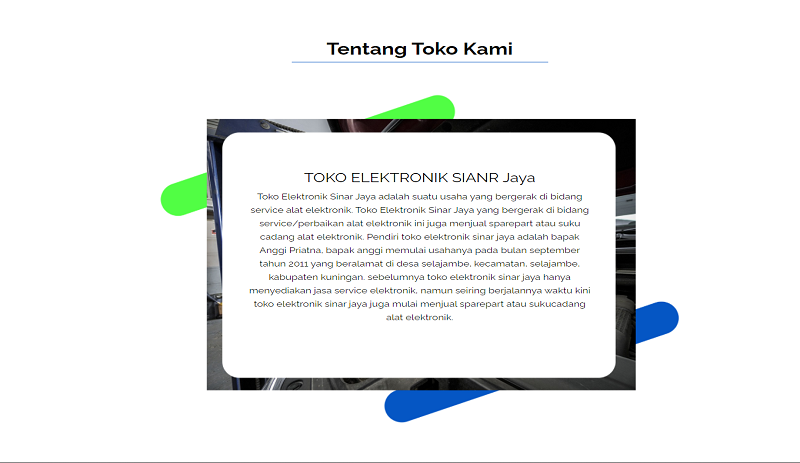 Tentang Toko Kami
TOKO ELEKTRONIK SIANR Jaya
Toko Elektronik Sinar Jaya adalah suatu usaha yang bergerak di bidang
service alat elektronik. Toko Elektronik Sinar Jaya yang bergerak di bidang
service/perbaikan alat elektronik ini juga menjual sparepart atau suku
cadang alat elektronik. Pendiri toko elektronik sinar jaya adalah bapak
Anggi Priatna, bapak anggi memulai usahanya pada bulan september
tahun 2011 yang beralamat di desa selajambe, kecamatan, selajambe,
kabupaten kuningan. sebelumnya toko elektronik sinar jaya hanya
menyediakan jasa service elektronik, namun seiring berjalannya waktu kini
toko elektronik sinar jaya juga mulai menjual sparepart atau sukucadang
alat elektronik.